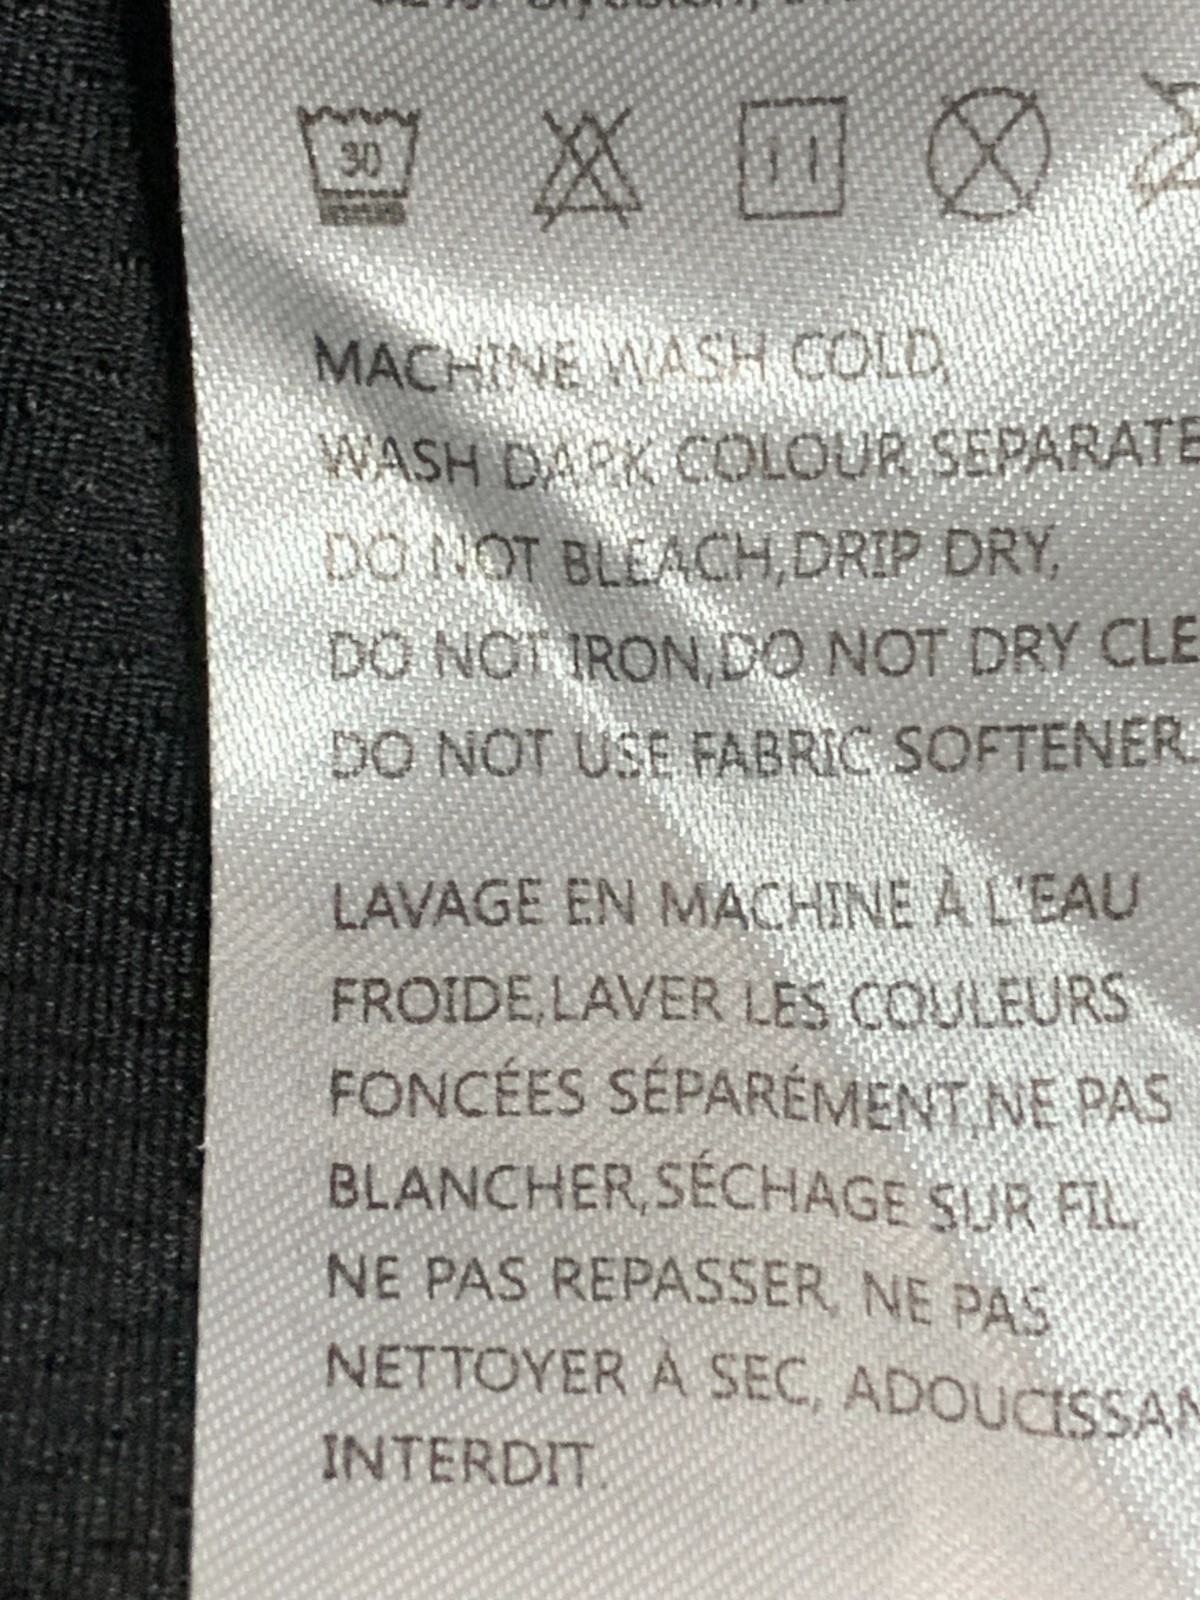 30
MACHINE WASH COLD,
WASH DARK COLOUR SEPARATE
DO NOT BLEACH,DRIP DRY,
DO NOT IRON,DO NOT DRY CLE
DO NOT USE FABRIC SOFTENER.
LAVAGE EN MACHINE À L'EAU
FROIDE,LAVER LES COULEURS
FONCÉES SÉPARÉMENT,NE PAS
BLANCHER,SÉCHAGE SUR FIL,
NE PAS REPASSER, NE PAS
NETTOYER À SEC, ADOUCISSAN
INTERDIT.